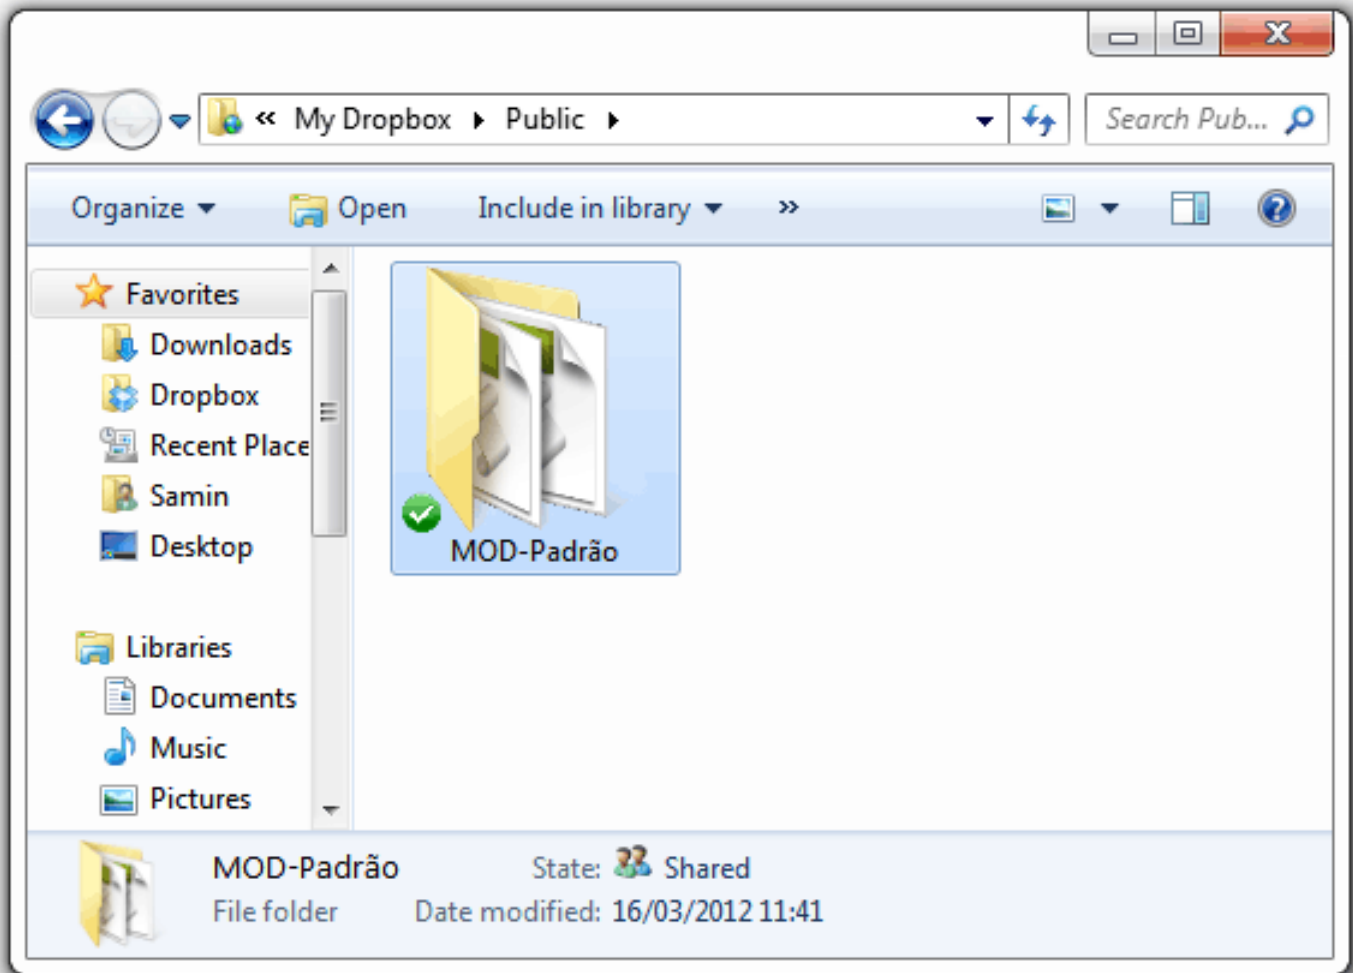 « My Dropbox Public Search Pub...
Organize Open Include in library »
Favorites
Downloads
Dropbox
Recent Place
Samin
Desktop
Libraries
Documents
Music
Pictures
MOD-Padrão
MOD-Padrão State: Shared
File folder Date modified: 16/03/2012 11:41